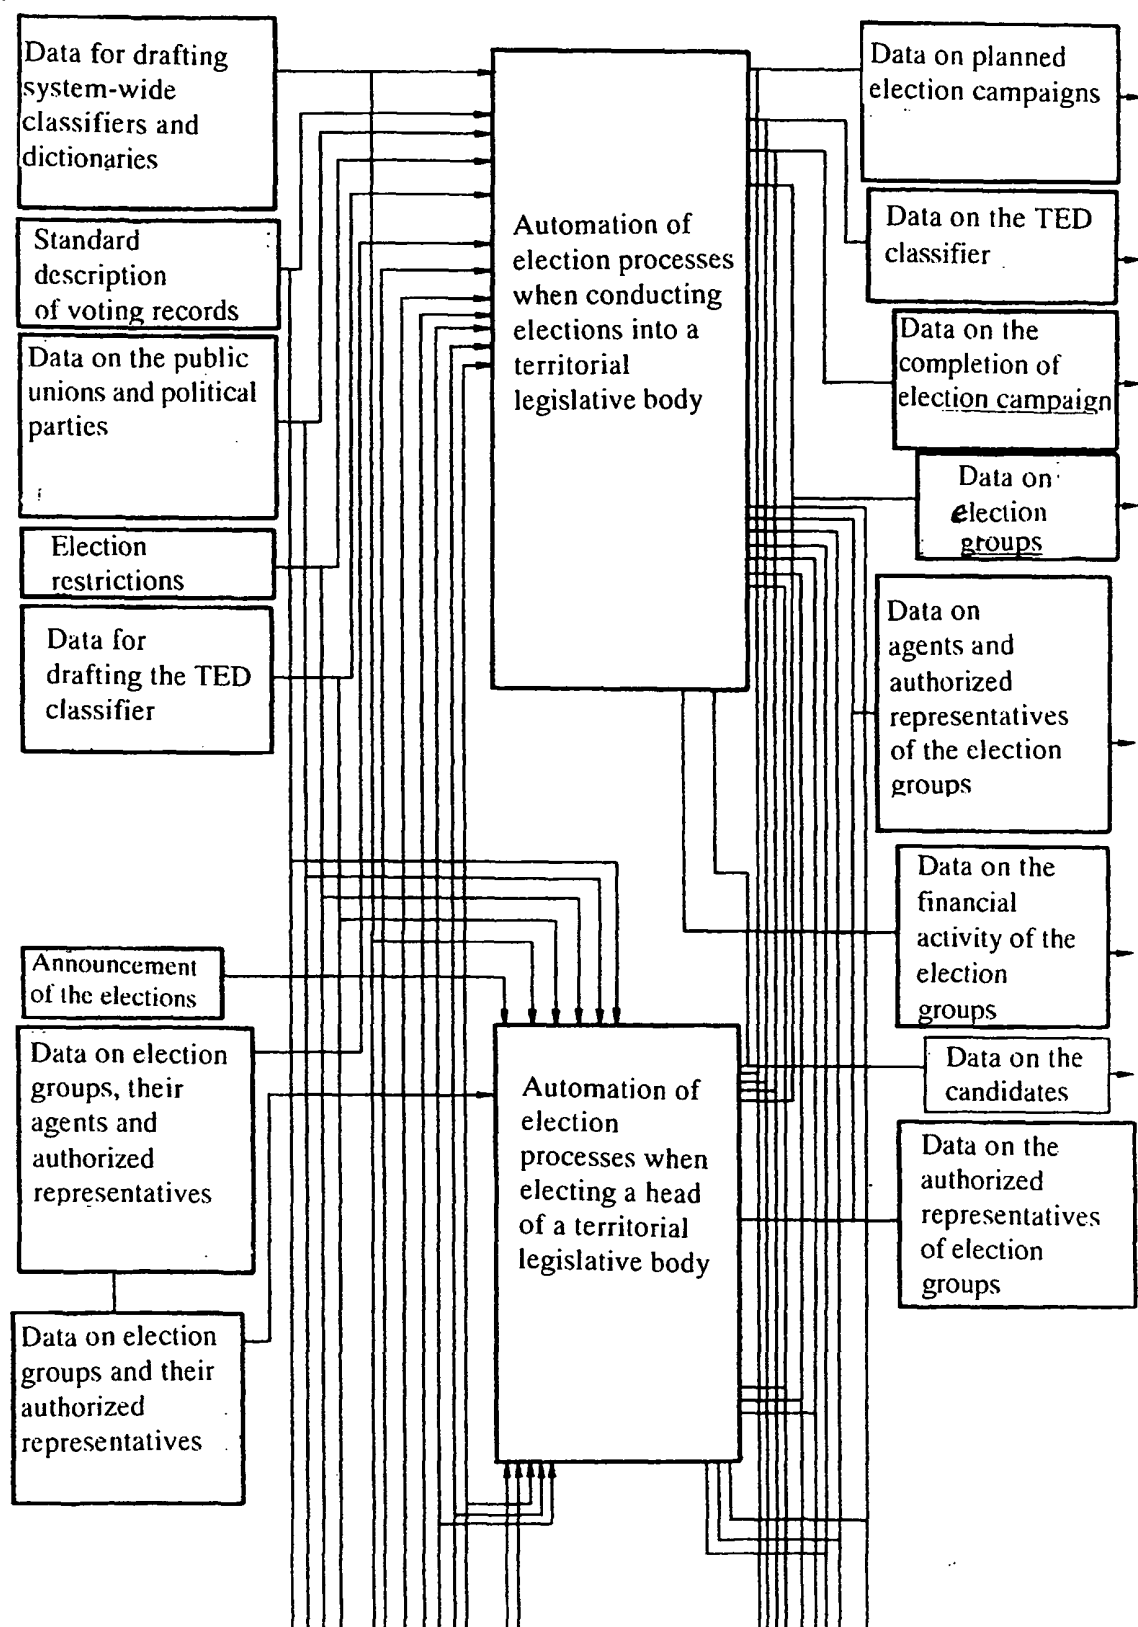 Data for drafting
system-wide
classifiers and
dictionaries
Standard
description
of voting records
Data on the public
unions and political
parties
Election
restrictions
Data for
drafting the TED
classifier
Announcement
of the elections
Data on election
groups, their
agents and
authorized
representatives
Data on election
groups and their
authorized
representatives
Automation of
election processes
when conducting
elections into a
territorial
legislative body
Automation of
election
processes when
electing a head
of a territorial
legislative body
Data on planned
election campaigns
Data on the TED
classifier
Data on the
completion of
election campaign
Data on
election
groups
Data on
agents and
authorized
representatives
of the election
groups
Data on the
financial
activity of the
election
groups
Data on the
candidates
Data on the
authorized
representatives
of election
groups